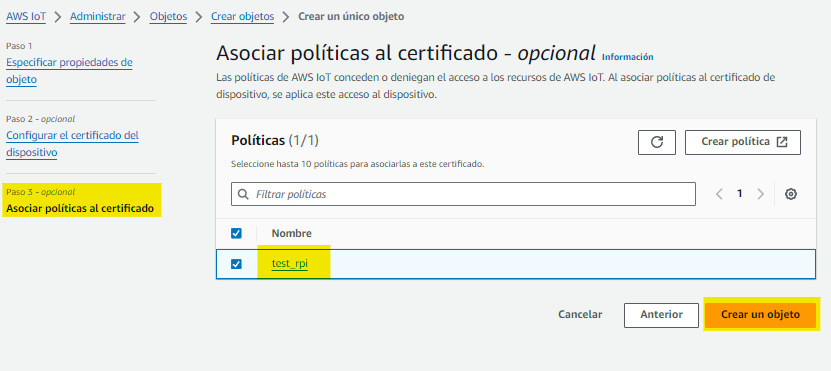 AWS IoT > Administrar > Objetos > Crear objetos > Crear un único objeto
Paso 1
Especificar propiedades de
objeto
Paso 2 - opcional
Configurar el certificado del
dispositivo
Paso 3 - opcional
Asociar políticas al certificado
Asociar políticas al certificado - opcional Información
Las políticas de AWS IoT conceden o deniegan el acceso a los recursos de AWS IoT. Al asociar políticas al certificado de
dispositivo, se aplica este acceso al dispositivo.
Políticas (1/1)
Crear política
Seleccione hasta 10 políticas para asociarlas a este certificado.
Filtrar políticas
1
Nombre
test_rpi
Cancelar
Anterior
Crear un objeto